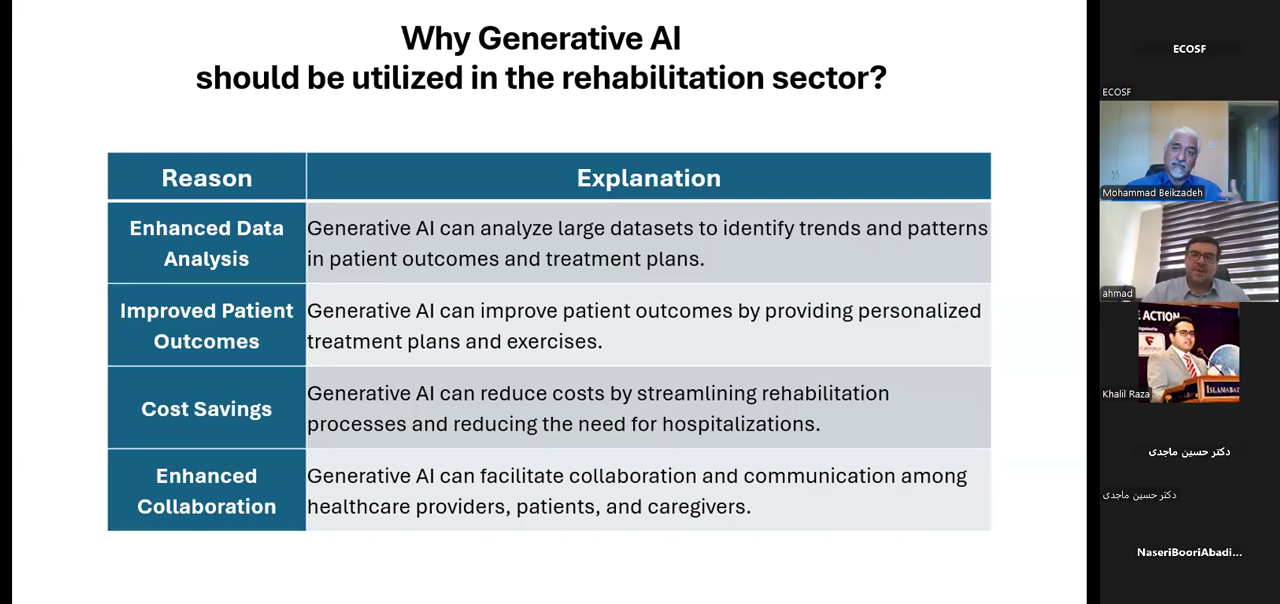 Why Generative AI
should be utilized in the rehabilitation sector?
Reason
Explanation
Enhanced Data
Analysis
Generative AI can analyze large datasets to identify trends and patterns
in patient outcomes and treatment plans.
Improved Patient
Outcomes
Generative AI can improve patient outcomes by providing personalized
treatment plans and exercises.
Cost Savings
Generative AI can reduce costs by streamlining rehabilitation
processes and reducing the need for hospitalizations.
Enhanced
Collaboration
Generative AI can facilitate collaboration and communication among
healthcare providers, patients, and caregivers.
ECOSF
ECOSF
Mohammad Beikzadeh
ahmad
E ACTION
ISLAMABAD
Khalil Raza
دکتر حسین ماجدی
دکتر حسین ماجدی
NaseriBooriAbadi...